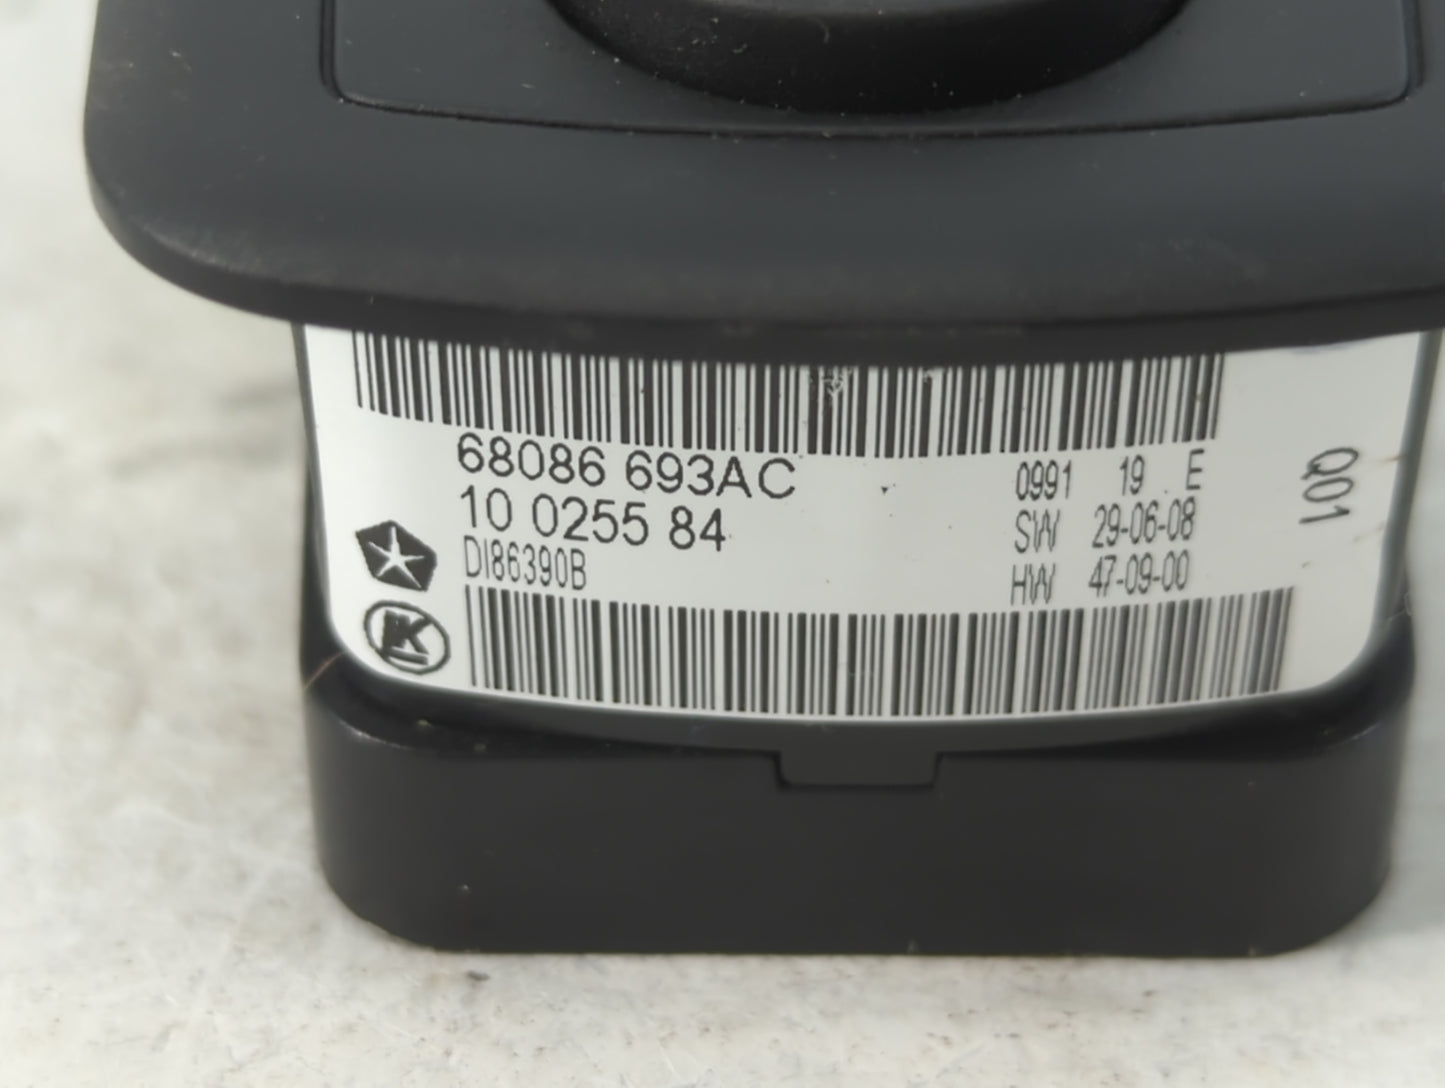 68086 693AC 0991 19 E
10 0255 84 SW 29-06-08
DI86390B HW 47-09-00
K
Q01